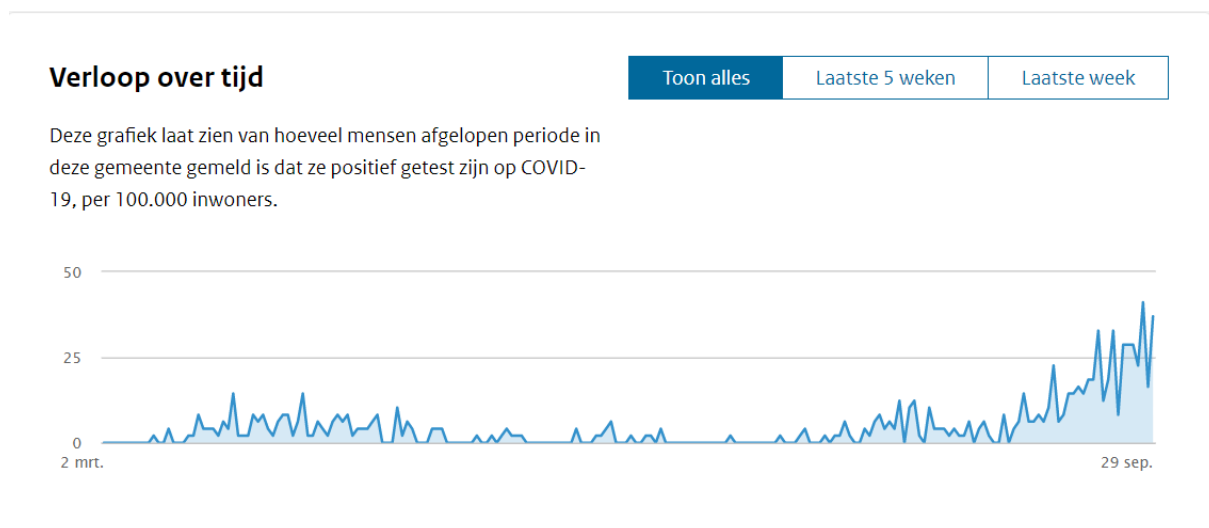 Verloop over tijd
Toon alles
Laatste 5 weken
Laatste week
Deze grafiek laat zien van hoeveel mensen afgelopen periode in
deze gemeente gemeld is dat ze positief getest zijn op COVID-
19, per 100.000 inwoners.
50
25
0
2 mrt.
29 sep.